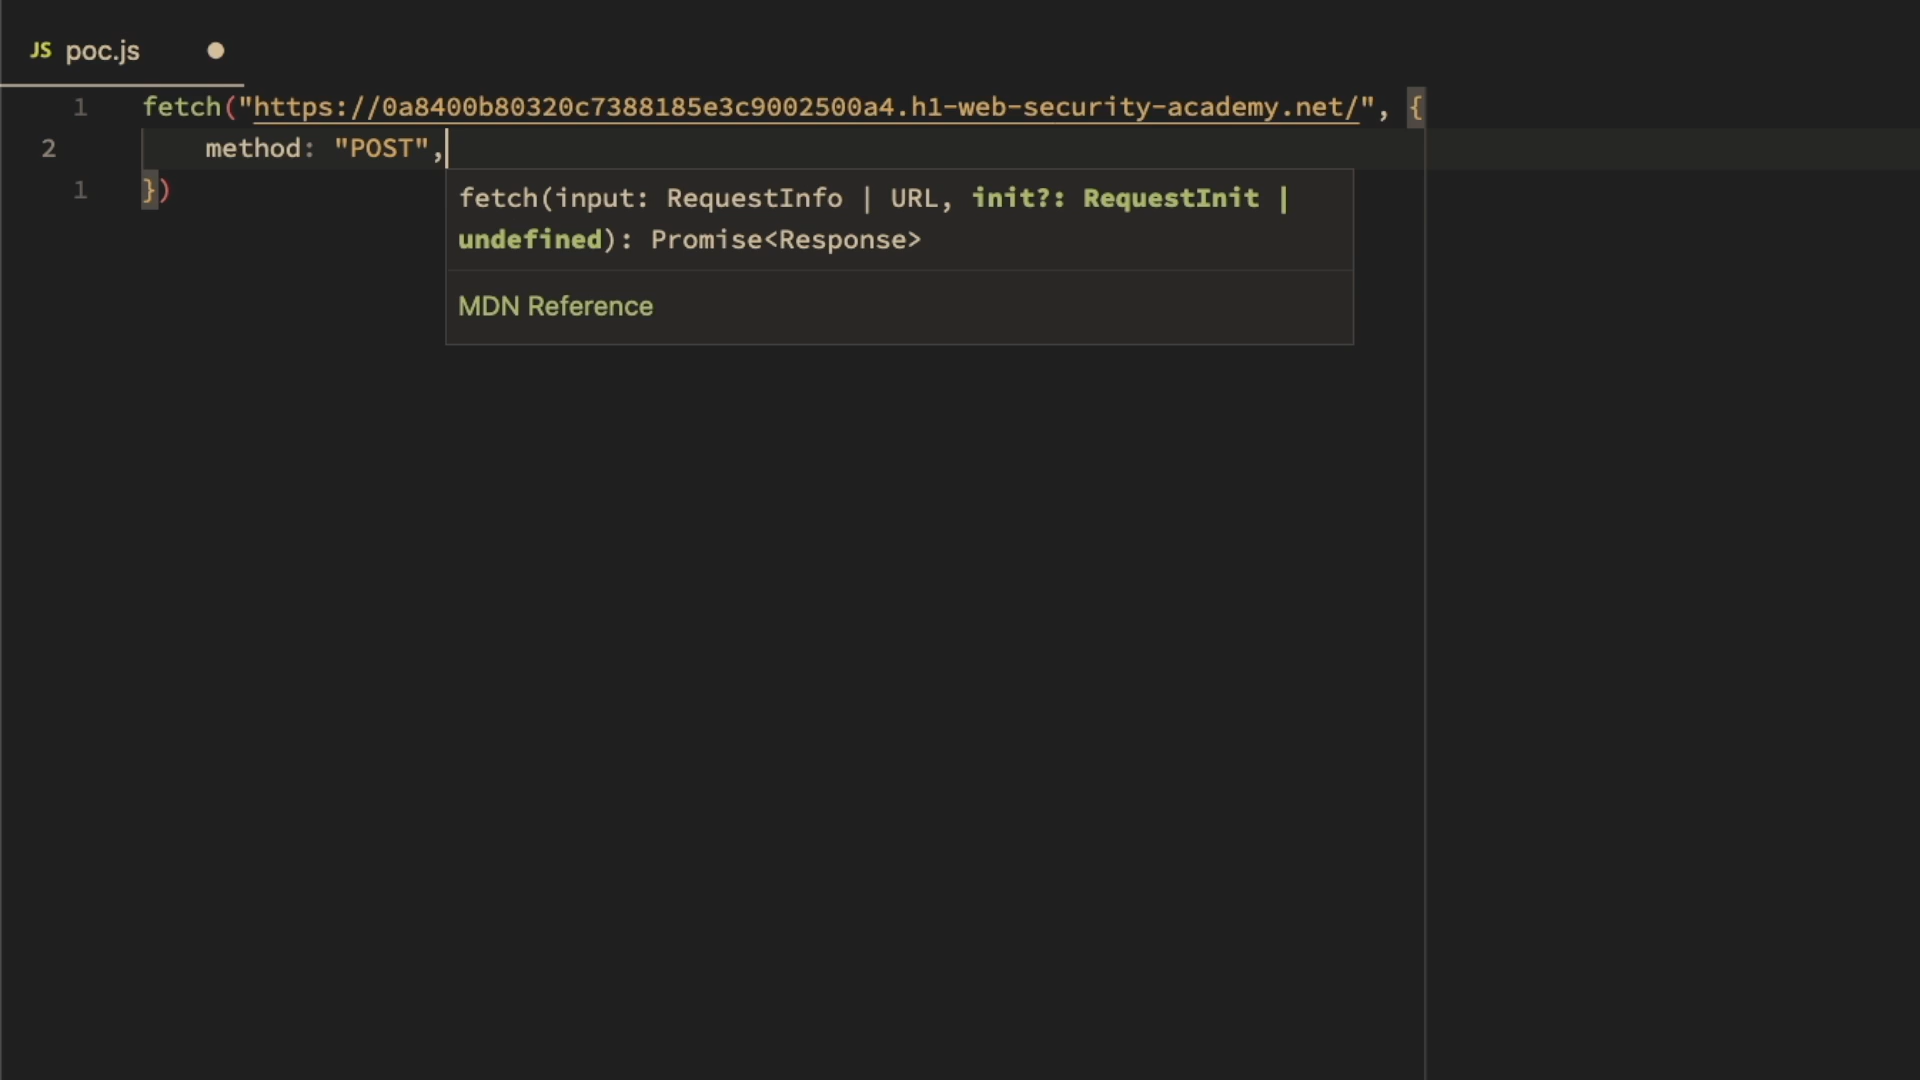 JS poc.js
1 fetch("https://0a8400b80320c7388185e3c9002500a4.h1-web-security-academy.net/", {
2 method: "POST",
1 })
fetch(input: RequestInfo | URL, init?: RequestInit |
undefined): Promise<Response>
MDN Reference